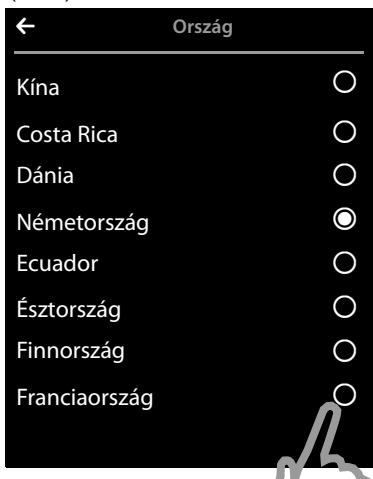 Ország
Kína
Costa Rica
Dánia
Németország
Ecuador
Észtország
Finnország
Franciaország